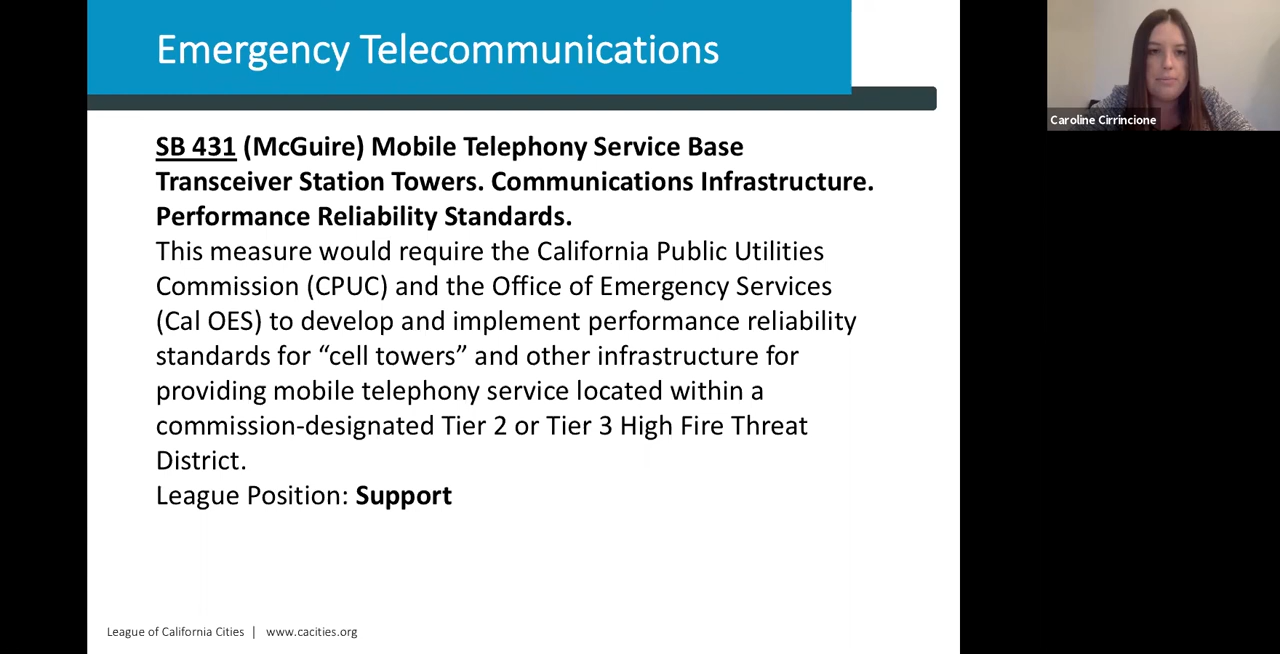 Emergency Telecommunications
SB 431 (McGuire) Mobile Telephony Service Base
Transceiver Station Towers. Communications Infrastructure.
Performance Reliability Standards.
This measure would require the California Public Utilities
Commission (CPUC) and the Office of Emergency Services
(Cal OES) to develop and implement performance reliability
standards for “cell towers” and other infrastructure for
providing mobile telephony service located within a
commission-designated Tier 2 or Tier 3 High Fire Threat
District.
League Position: Support
League of California Cities | www.cacities.org
Caroline Cirrincione